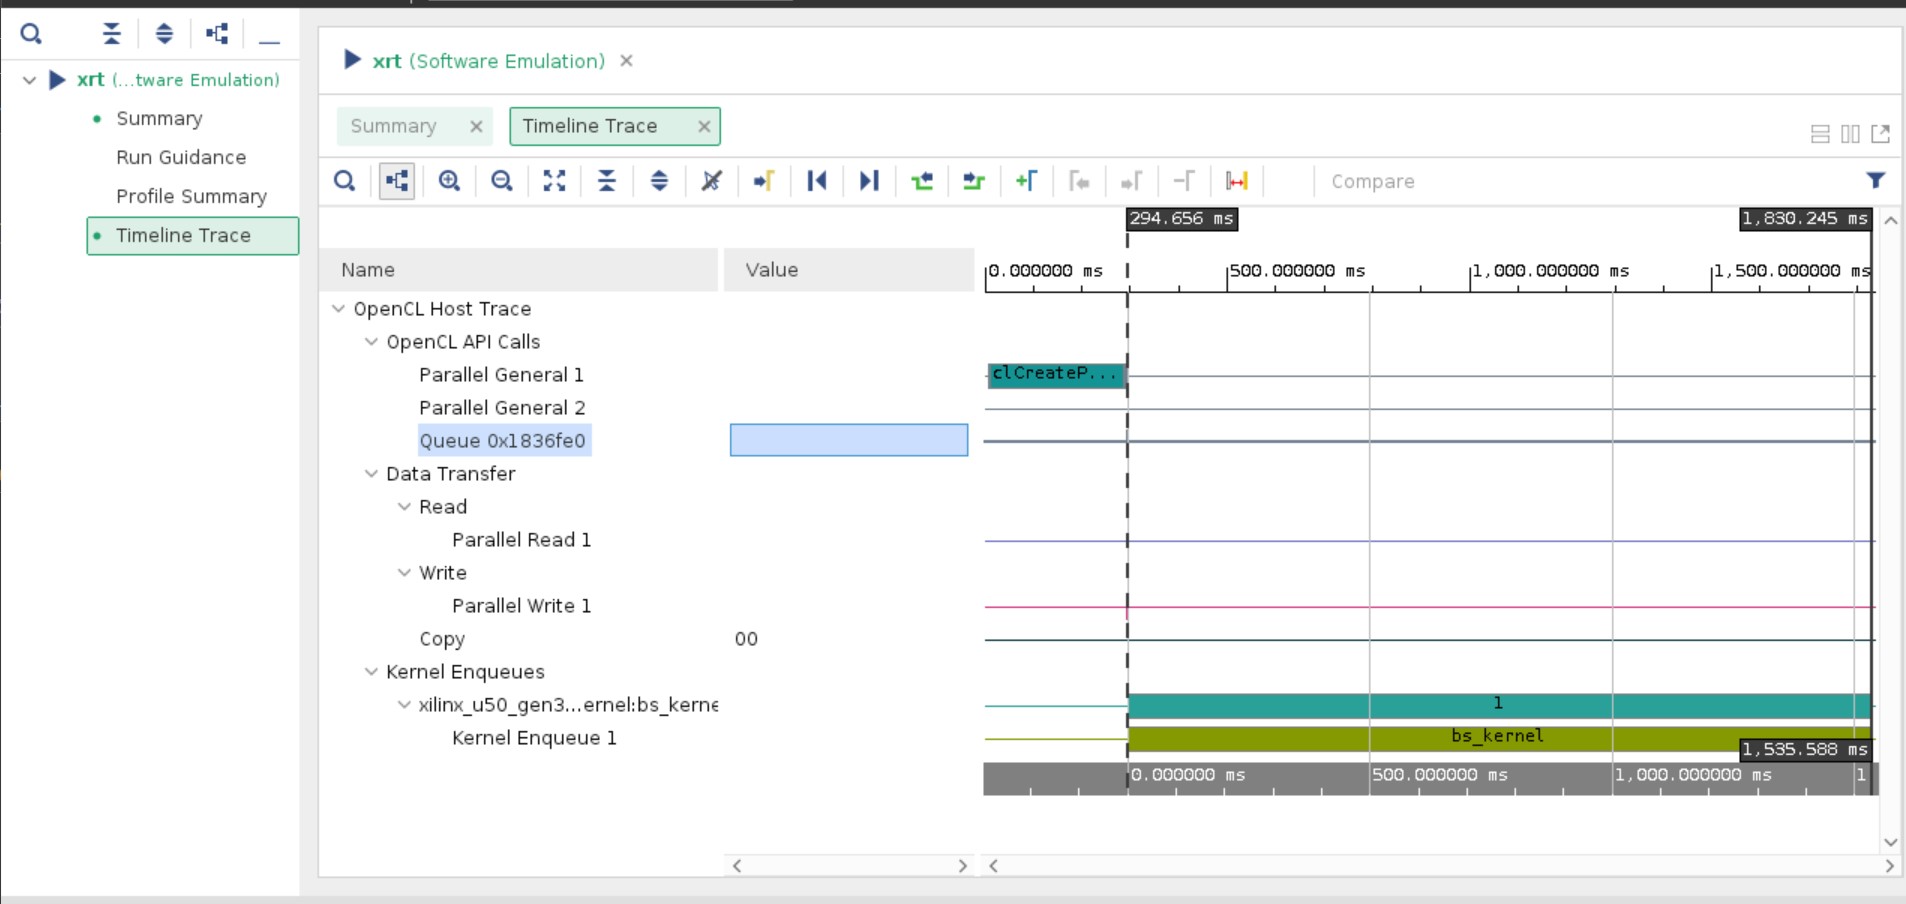 xrt (...tware Emulation)
Summary
Run Guidance
Profile Summary
Timeline Trace
xrt (Software Emulation)
Summary
Timeline Trace
Compare
294.656 ms
1,830.245 ms
Name
Value
0.000000 ms
500.000000 ms
1,000.000000 ms
1,500.000000 ms
OpenCL Host Trace
OpenCL API Calls
Parallel General 1
clCreateP...
Parallel General 2
Queue 0x1836fe0
Data Transfer
Read
Parallel Read 1
Write
Parallel Write 1
Copy
00
Kernel Enqueues
xilinx_u50_gen3...ernel:bs_kerne
1
Kernel Enqueue 1
bs_kernel
1,535.588 ms
0.000000 ms
500.000000 ms
1,000.000000 ms
1